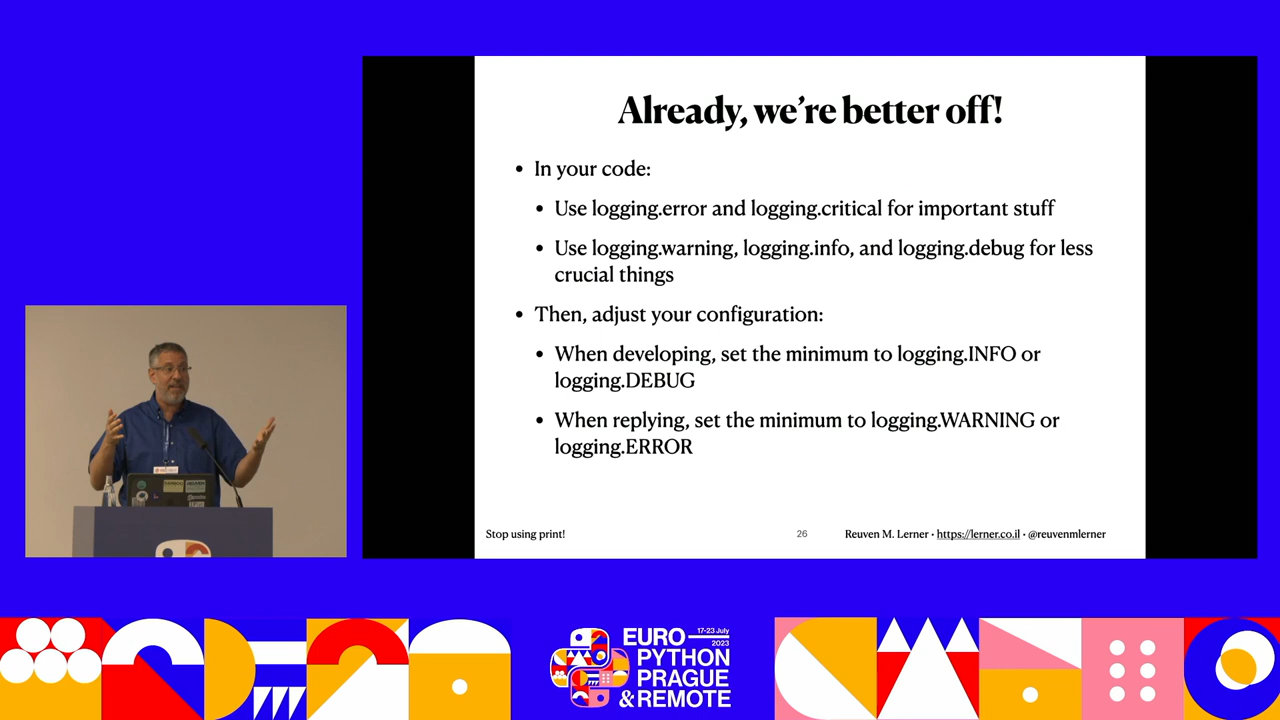 Already, we're better off!
• In your code:
• Use logging.error and logging.critical for important stuff
• Use logging.warning, logging.info, and logging.debug for less
crucial things
• Then, adjust your configuration:
• When developing, set the minimum to logging.INFO or
logging.DEBUG
• When replying, set the minimum to logging.WARNING or
logging.ERROR
Stop using print!
26
Reuven M. Lerner • https://lerner.co.il • @reuvenmlerner
17-23 July
2023
EURO
PYTHON
PRAGUE
& REMOTE